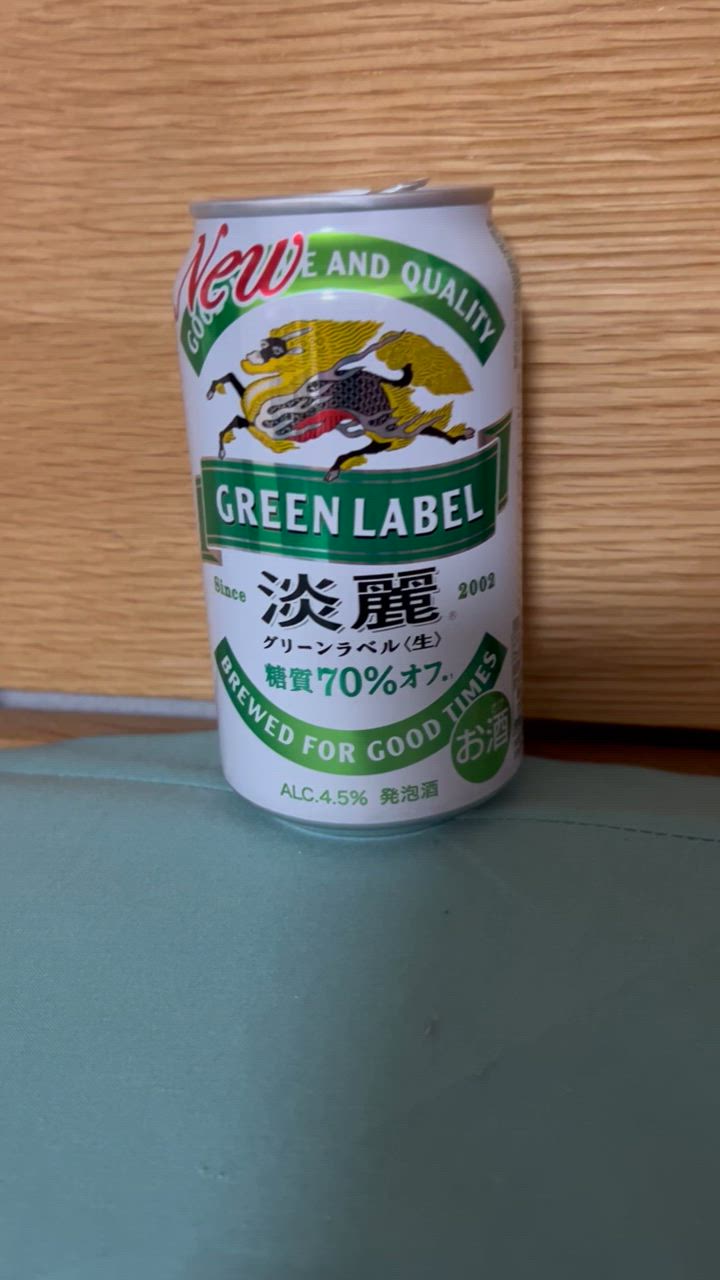 New
E AND QUALITY
GREEN LABEL
Since 淡麗® 2002
グリーンラベル〈生〉
糖質70%オフ
BREWED FOR GOOD TIMES
お酒
ALC.4.5% 発泡酒